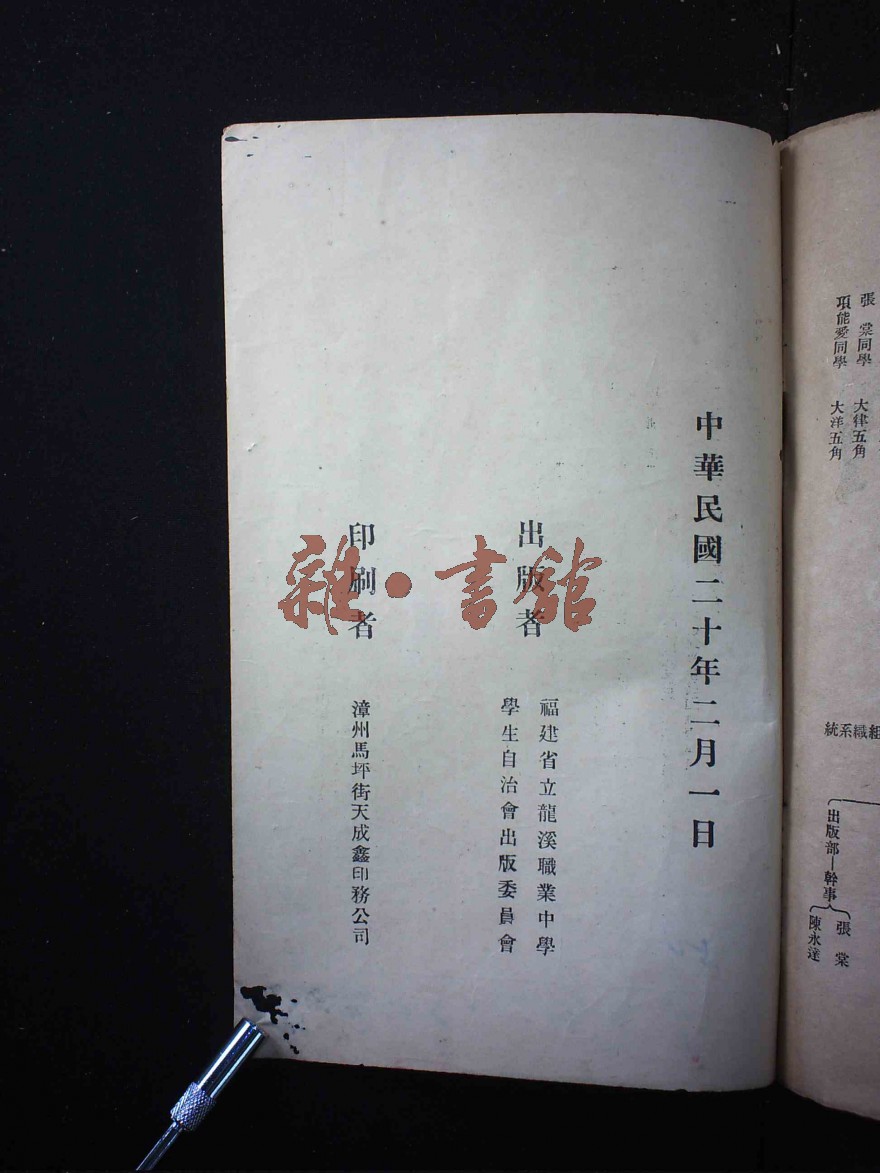 張　棠同學　大律五角
項能愛同學　大洋五角
組織系統
出版部—幹事
張　棠
陳永達
中華民國二十年二月一日
出版者
福建省立龍溪職業中學
學生自治會出版委員會
印刷者
漳州馬坪街天成鑫印務公司
雜·書館